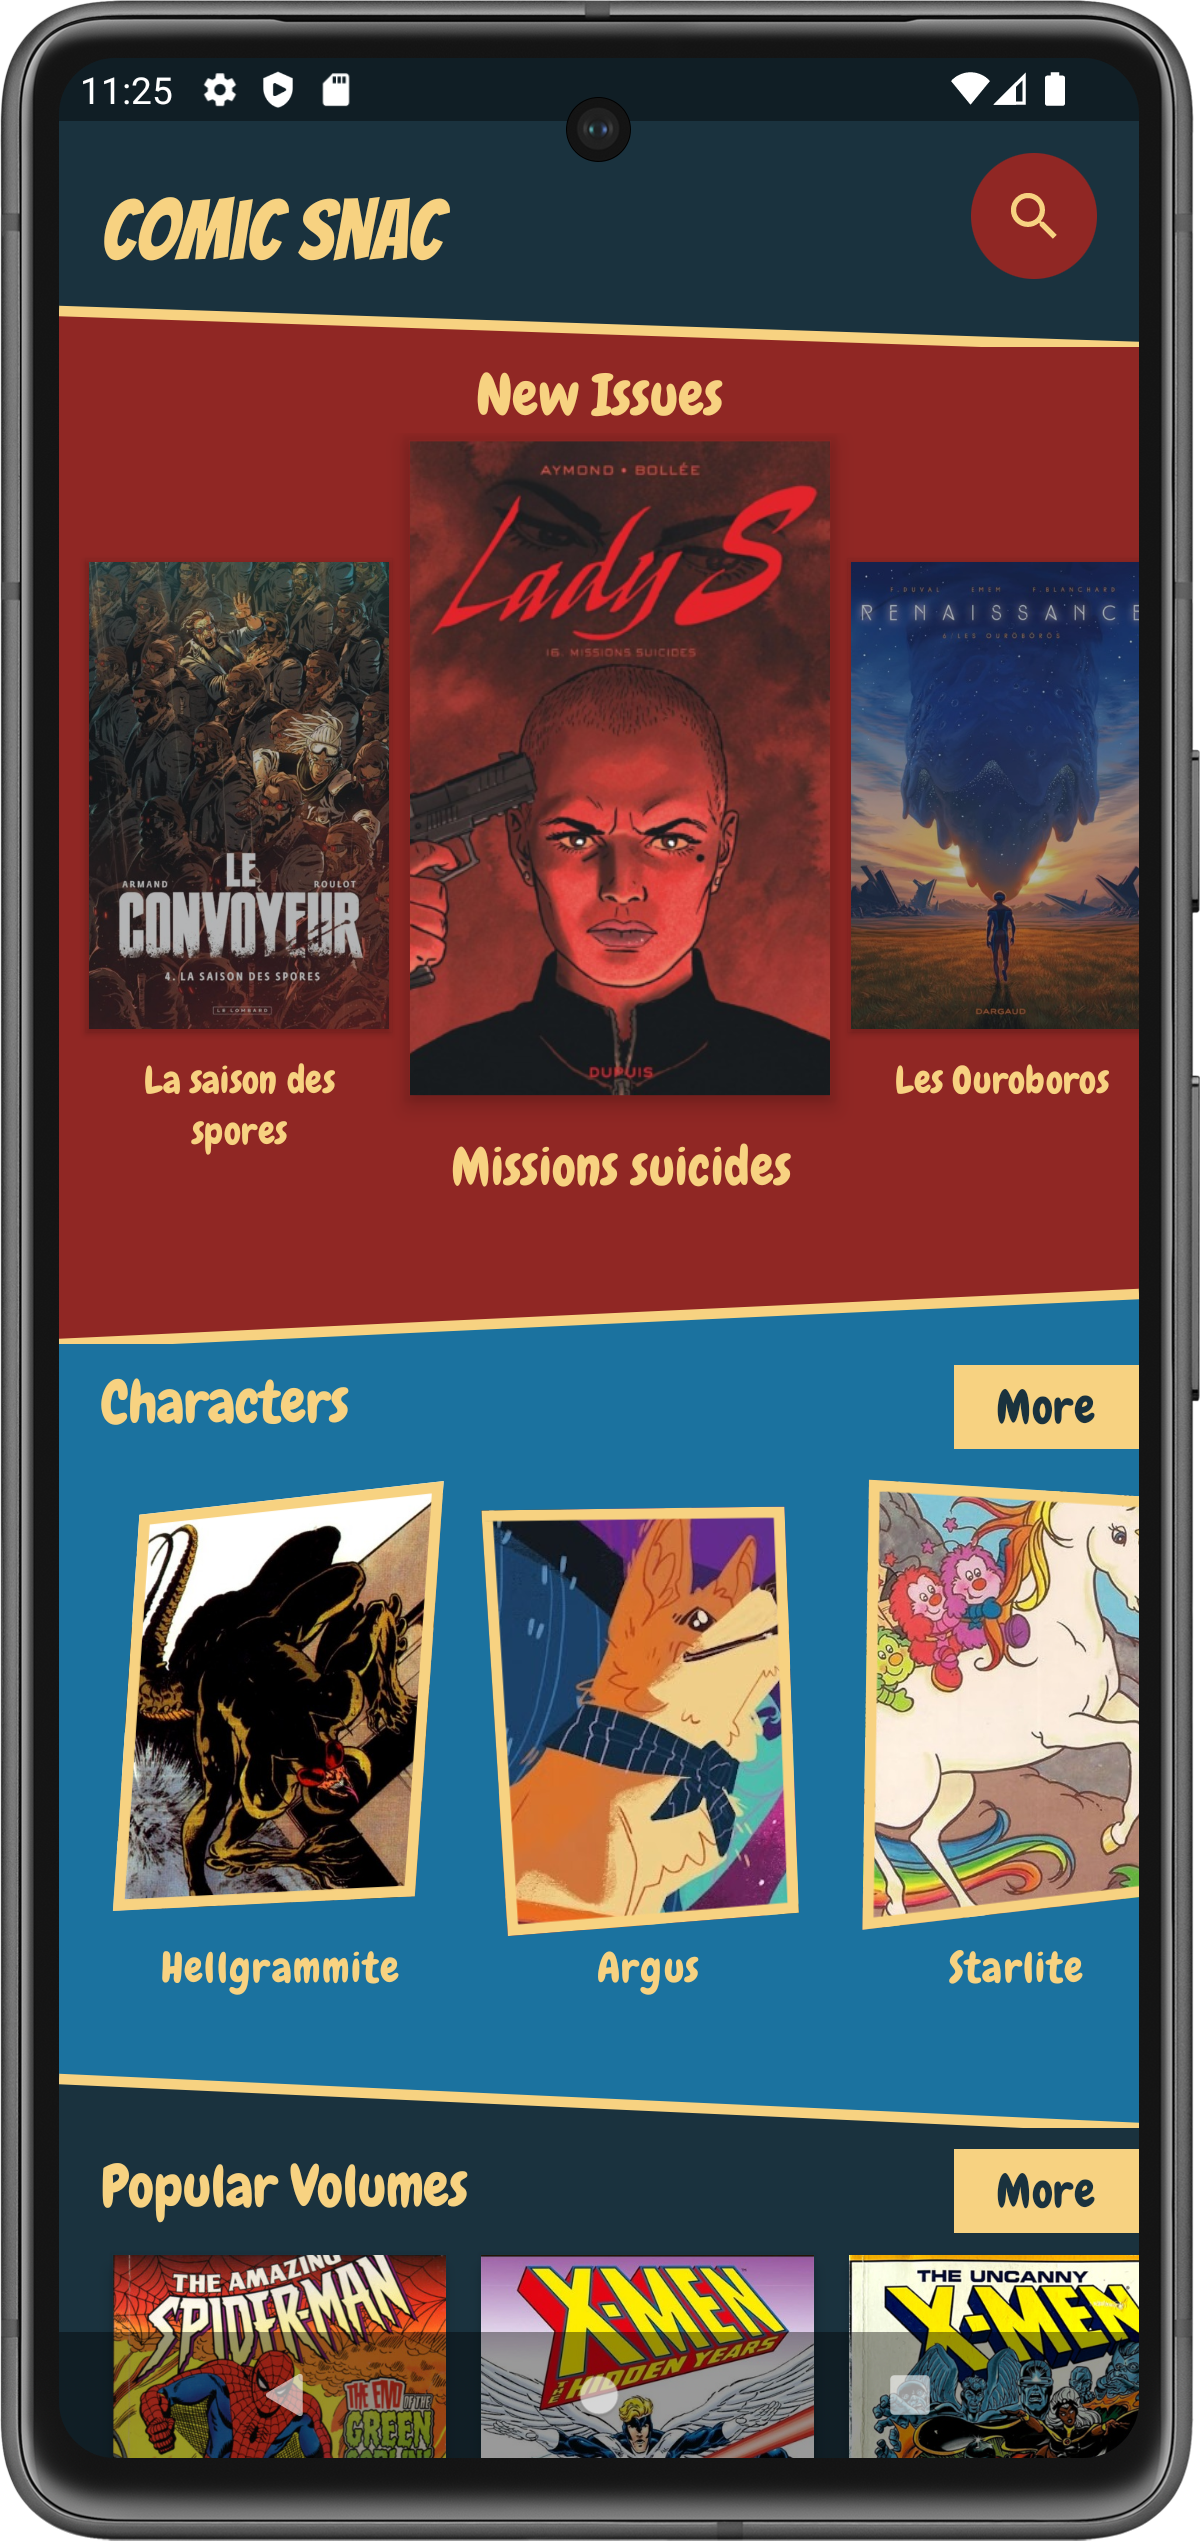 11:25
COMIC SNAC
New Issues
AYMOND • BOLLÉE
Lady S
16. MISSIONS SUICIDES
DUPUIS
ARMAND
ROULOT
LE
CONVOYEUR
4. LA SAISON DES SPORES
LE LOMBARD
F.DUVAL EMEM F.BLANCHARD
RENAISSANCE
6/LES OUROBOROS
DARGAUD
La saison des
spores
Missions suicides
Les Ouroboros
Characters
More
Hellgrammite
Argus
Starlite
Popular Volumes
More
THE AMAZING
SPIDER-MAN
THE END OF THE
GREEN
GOBLIN
X-MEN
THE HIDDEN YEARS
THE UNCANNY
X-MEN